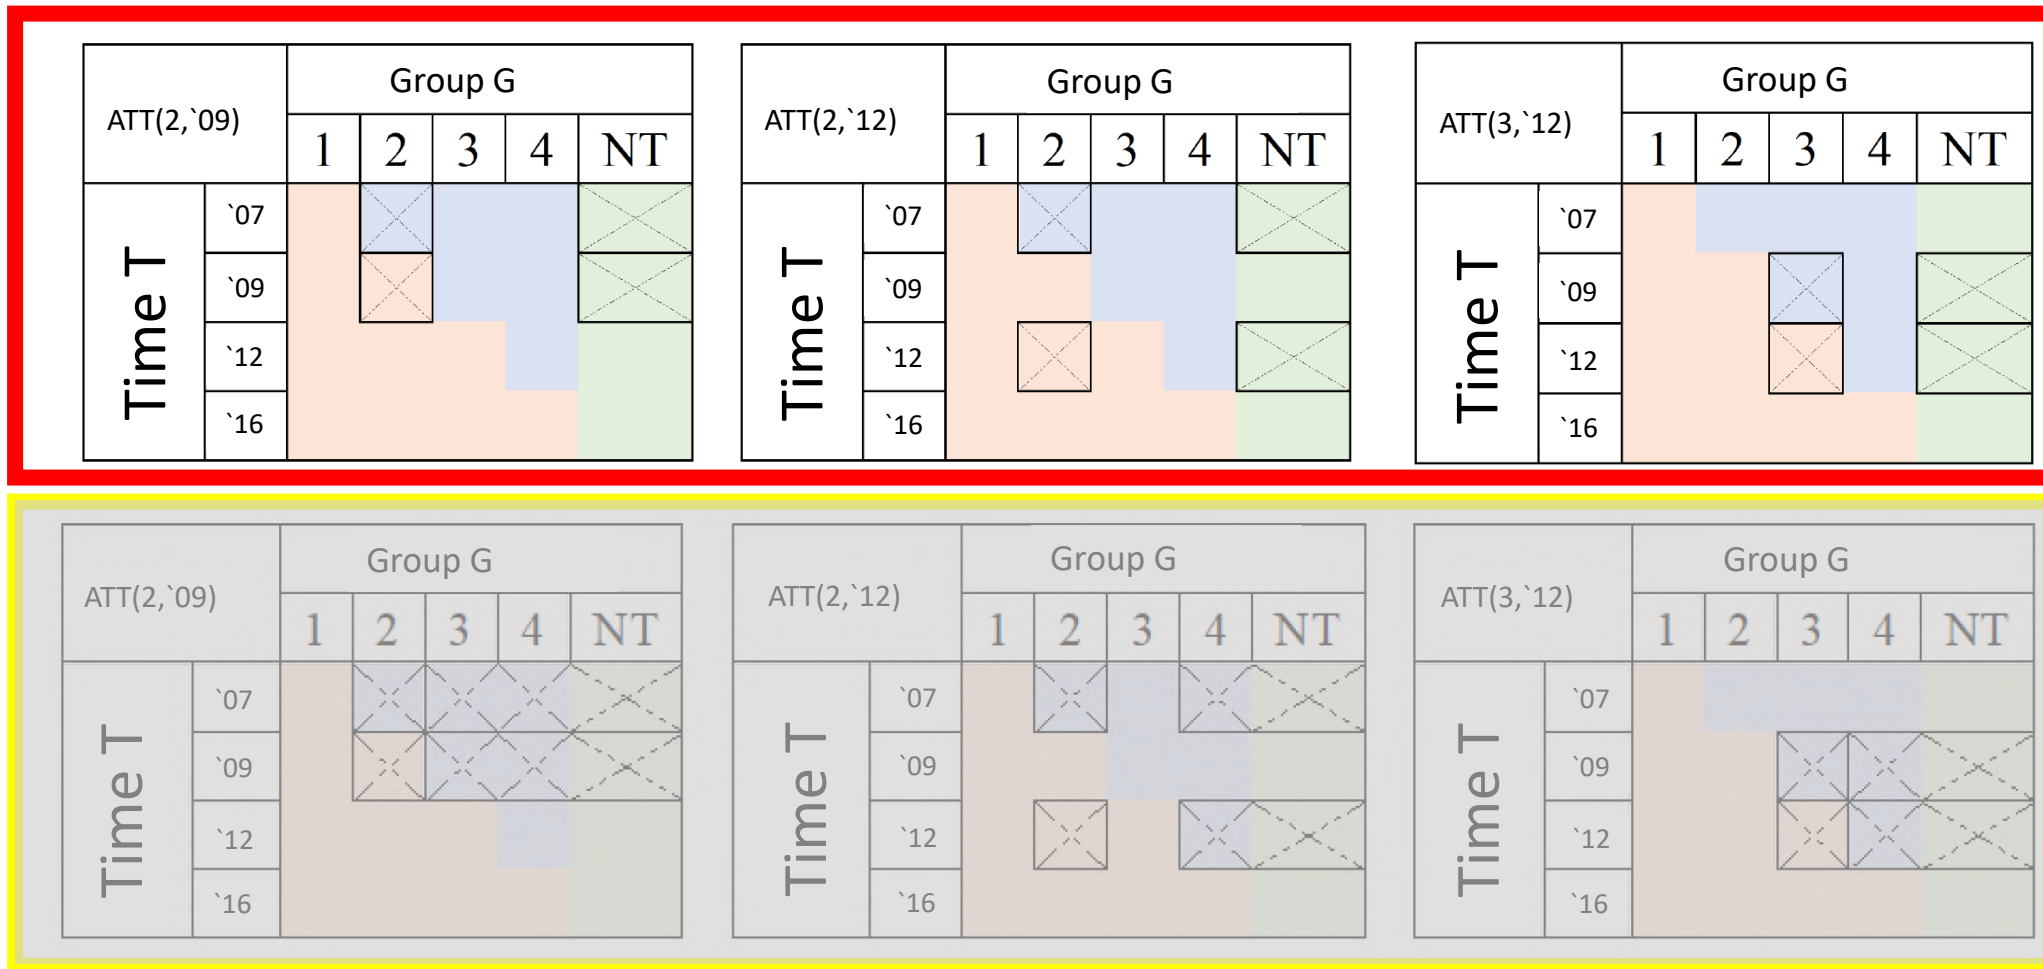 ATT(2,`09)
Group G
1 2 3 4 NT
Time T
`07
`09
`12
`16
ATT(2,`12)
Group G
1 2 3 4 NT
Time T
`07
`09
`12
`16
ATT(3,`12)
Group G
1 2 3 4 NT
Time T
`07
`09
`12
`16
ATT(2,`09)
Group G
1 2 3 4 NT
Time T
`07
`09
`12
`16
ATT(2,`12)
Group G
1 2 3 4 NT
Time T
`07
`09
`12
`16
ATT(3,`12)
Group G
1 2 3 4 NT
Time T
`07
`09
`12
`16